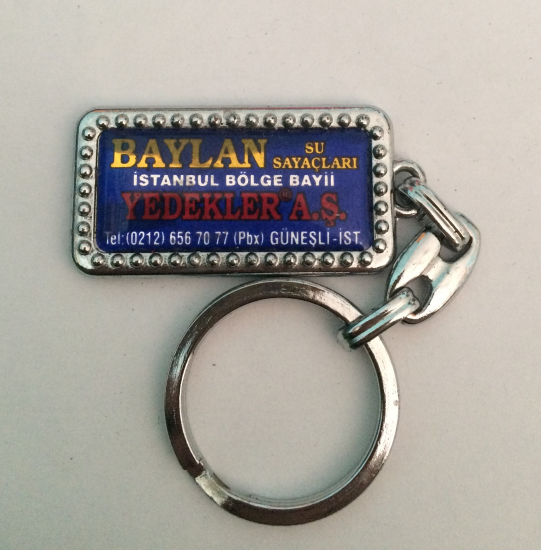 BAYLAN SU SAYAÇLARI
İSTANBUL BÖLGE BAYİİ
YEDEKLER A.Ş.
Tel:(0212) 656 70 77 (Pbx) GÜNEŞLİ-İST.